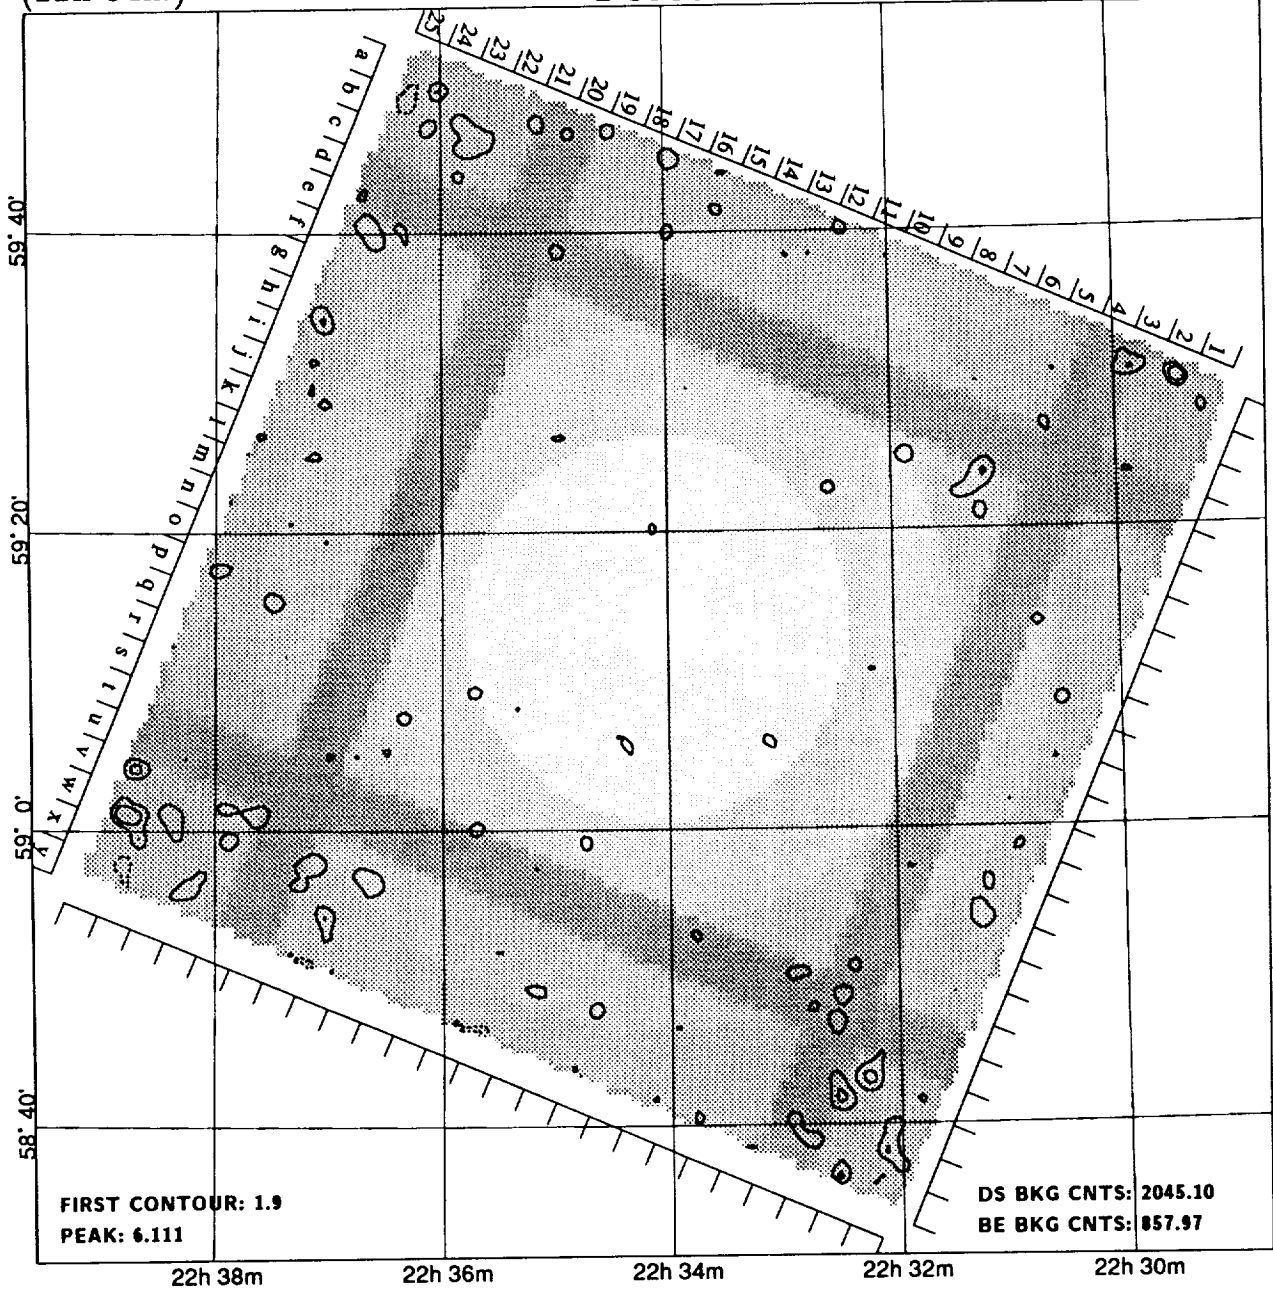 25 24 23 22 21 20 19 18 17 16 15 14 13 12 11 10 9 8 7 6 5 4 3 2 1
a b c d e f g h i j k l m n o p q r s t u v w x y
59° 40'
59° 20'
59° 0'
58° 40'
FIRST CONTOUR: 1.9
PEAK: 6.111
DS BKG CNTS: 2045.10
BE BKG CNTS: 857.97
22h 38m 22h 36m 22h 34m 22h 32m 22h 30m